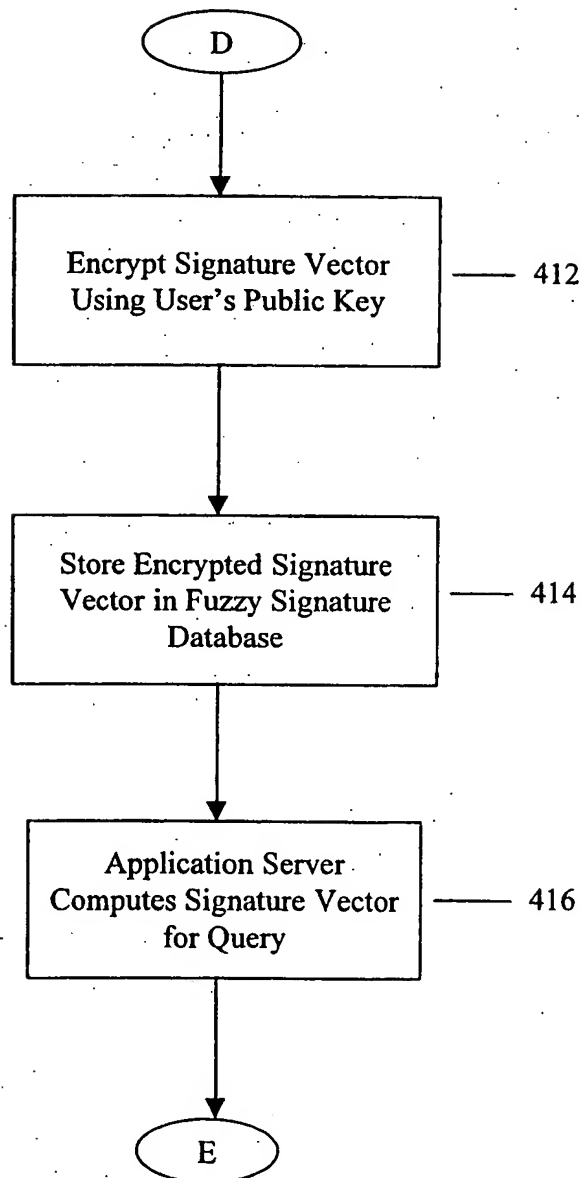 D
Encrypt Signature Vector
Using User's Public Key
412
Store Encrypted Signature
Vector in Fuzzy Signature
Database
414
Application Server
Computes Signature Vector
for Query
416
E